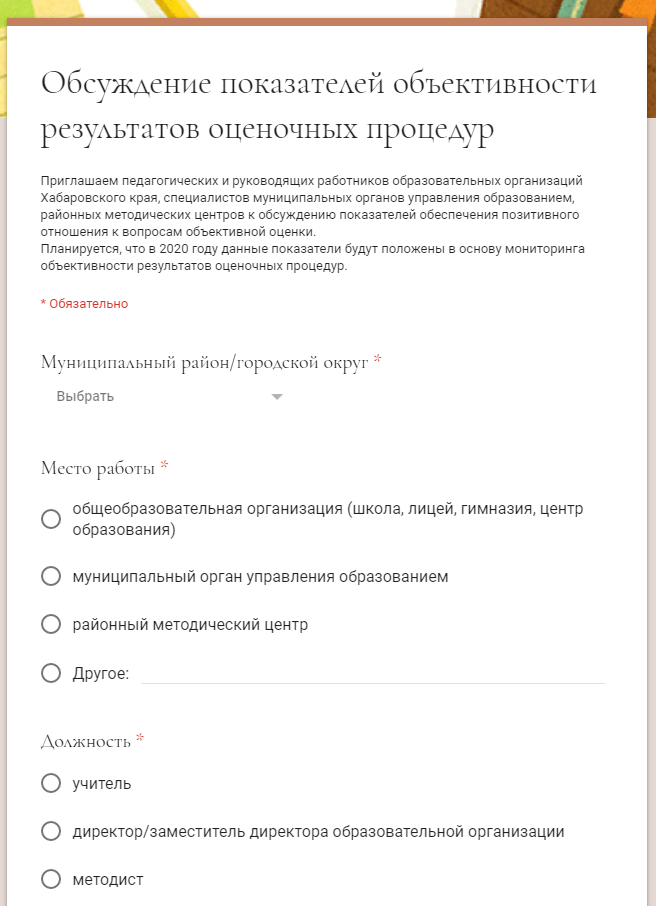 Обсуждение показателей объективности
результатов оценочных процедур
Приглашаем педагогических и руководящих работников образовательных организаций
Хабаровского края, специалистов муниципальных органов управления образованием,
районных методических центров к обсуждению показателей обеспечения позитивного
отношения к вопросам объективной оценки.
Планируется, что в 2020 году данные показатели будут положены в основу мониторинга
объективности результатов оценочных процедур.
* Обязательно
Муниципальный район/городской округ *
Выбрать
Место работы *
общеобразовательная организация (школа, лицей, гимназия, центр
образования)
муниципальный орган управления образованием
районный методический центр
Другое:
Должность *
учитель
директор/заместитель директора образовательной организации
методист